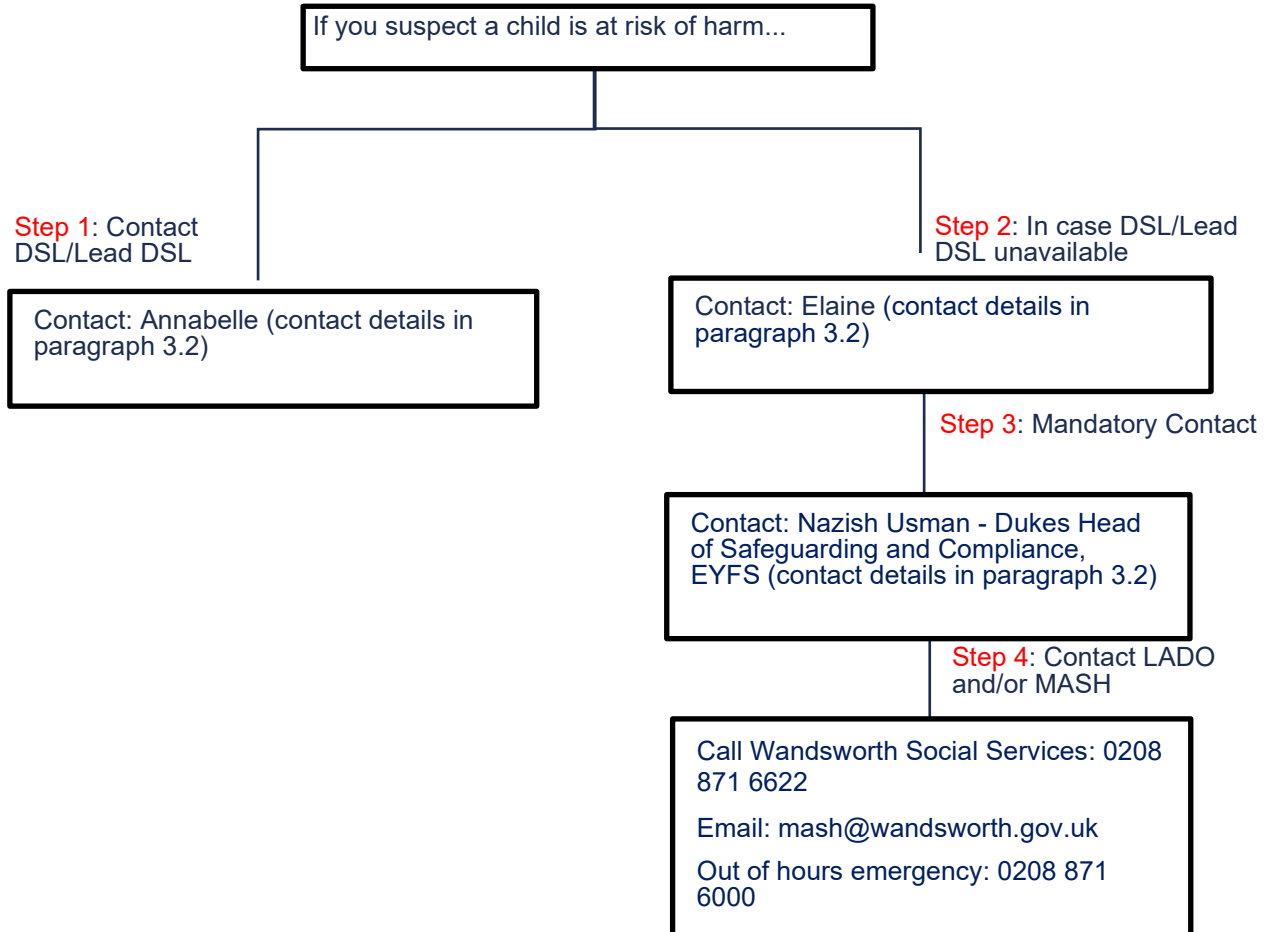 If you suspect a child is at risk of harm...
Step 1: Contact
DSL/Lead DSL
Contact: Annabelle (contact details in
paragraph 3.2)
Step 2: In case DSL/Lead
DSL unavailable
Contact: Elaine (contact details in
paragraph 3.2)
Step 3: Mandatory Contact
Contact: Nazish Usman - Dukes Head
of Safeguarding and Compliance,
EYFS (contact details in paragraph 3.2)
Step 4: Contact LADO
and/or MASH
Call Wandsworth Social Services: 0208
871 6622
Email: mash@wandsworth.gov.uk
Out of hours emergency: 0208 871
6000